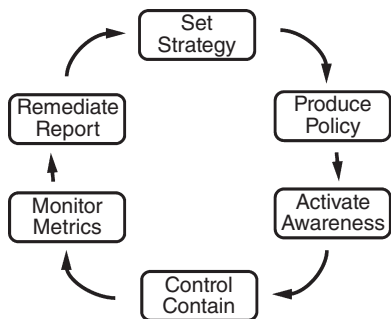 Set
Strategy
Produce
Policy
Activate
Awareness
Control
Contain
Monitor
Metrics
Remediate
Report